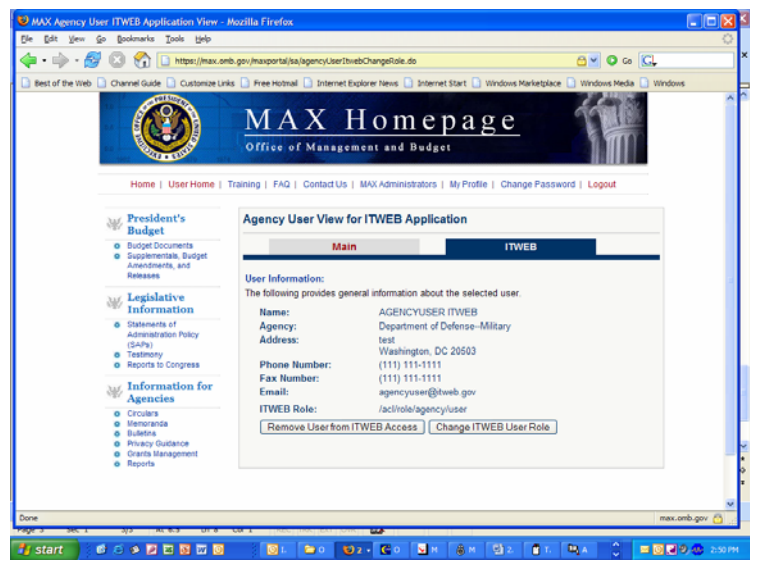 MAX Agency User ITWEB Application View - Mozilla Firefox
File Edit View Go Bookmarks Tools Help
https://max.omb.gov/maxportal/sa/agencyUserItwebChangeRole.do
Go
Best of the Web Channel Guide Customize Links Free Hotmail Internet Explorer News Internet Start Windows Marketplace Windows Media Windows
MAX Homepage
Office of Management and Budget
Home | User Home | Training | FAQ | Contact Us | MAX Administrators | My Profile | Change Password | Logout
President's
Budget
Budget Documents
Supplementals, Budget
Amendments, and
Releases
Legislative
Information
Statements of
Administration Policy
(SAPs)
Testimony
Reports to Congress
Information for
Agencies
Circulars
Memoranda
Bulletins
Privacy Guidance
Grants Management
Reports
Agency User View for ITWEB Application
Main ITWEB
User Information:
The following provides general information about the selected user.
Name: AGENCYUSER ITWEB
Agency: Department of Defense--Military
Address: test
Washington, DC 20503
Phone Number: (111) 111-1111
Fax Number: (111) 111-1111
Email: agencyuser@itweb.gov
ITWEB Role: /acl/role/agency/user
Remove User from ITWEB Access Change ITWEB User Role
Done max.omb.gov
start 2:50 PM